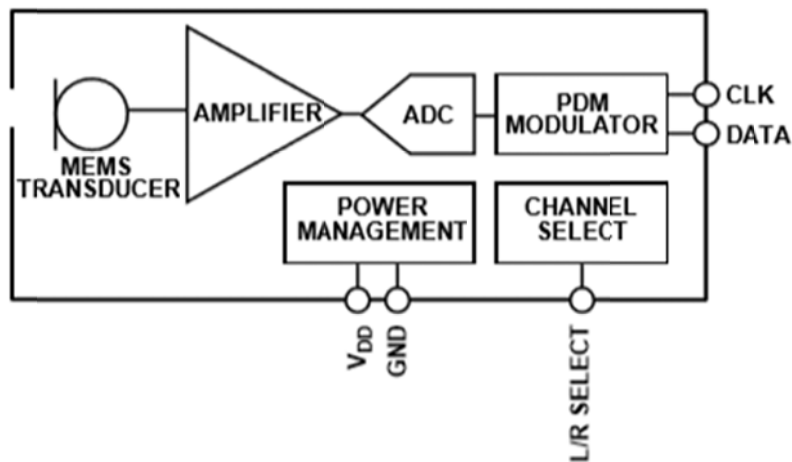 AMPLIFIER
ADC
PDM
MODULATOR
CLK
DATA
MEMS
TRANSDUCER
POWER
MANAGEMENT
CHANNEL
SELECT
VDD
GND
L/R SELECT